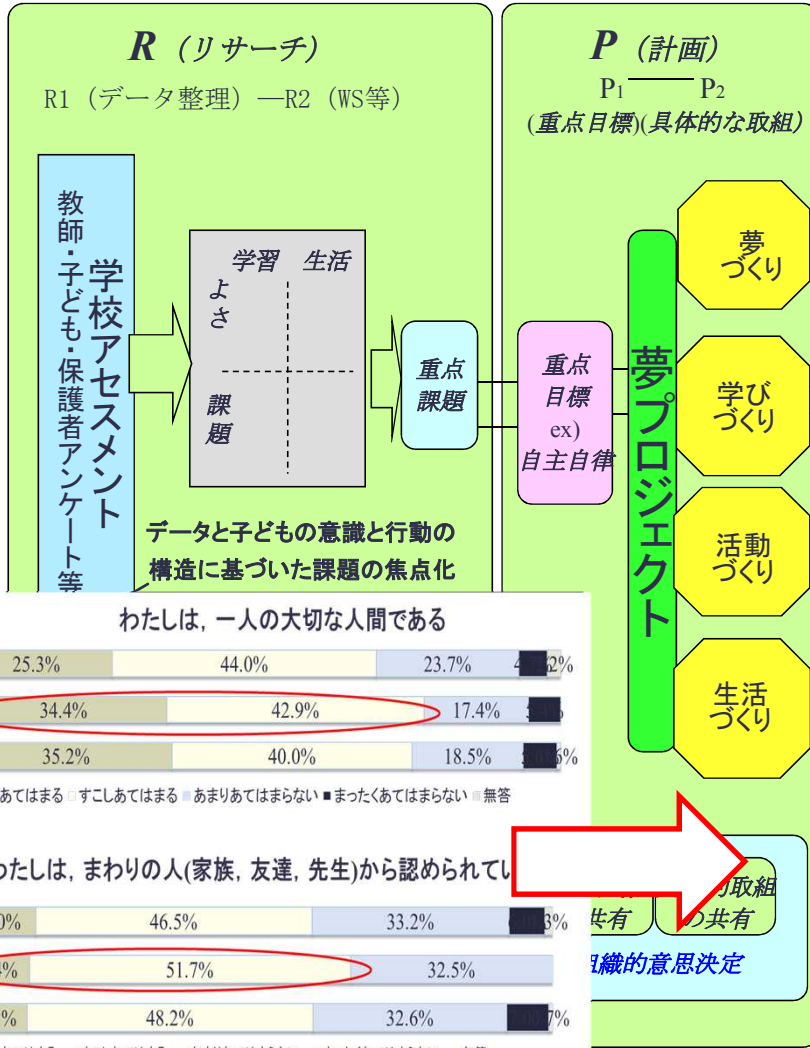 R（リサーチ）
R1（データ整理）―R2（WS等）
学校アセスメント
教師・子ども・保護者アンケート等
学習 生活
よさ
課題
重点
課題
データと子どもの意識と行動の
構造に基づいた課題の焦点化
P（計画）
P1 P2
(重点目標)(具体的な取組)
重点
目標
ex)
自主自律
夢プロジェクト
夢
づくり
学び
づくり
活動
づくり
生活
づくり
わたしは，一人の大切な人間である
25.3% 44.0% 23.7%
34.4% 42.9% 17.4%
35.2% 40.0% 18.5%
あてはまる すこしあてはまる あまりあてはまらない まったくあてはまらない 無答
わたしは，まわりの人(家族，友達，先生)から認められてい
46.5% 33.2%
51.7% 32.5%
48.2% 32.6%
共有
取組
の共有
組織的意思決定